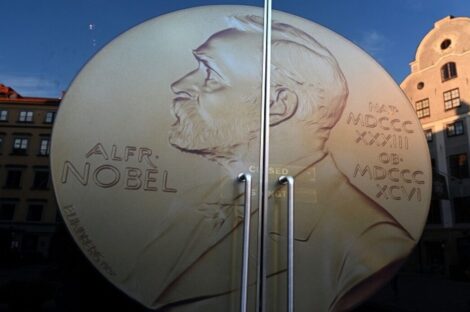 ALFR·
NOBEL
NAT·
MDCCC
XXXIII
OB·
MDCCC
XCVI